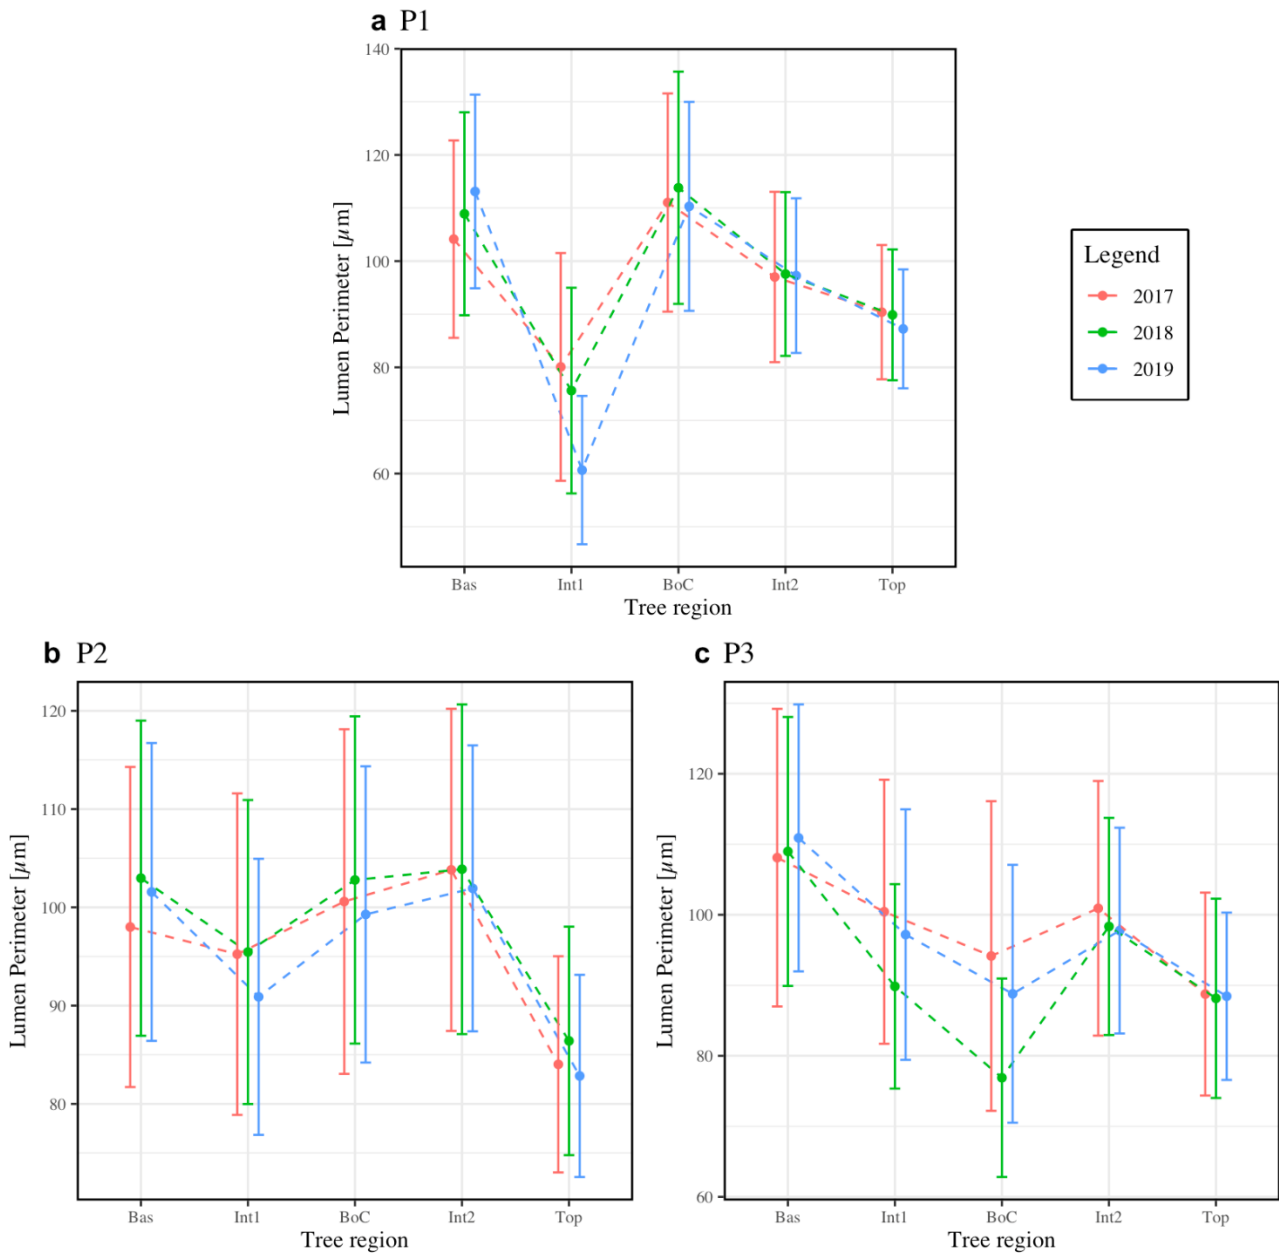 a P1
Lumen Perimeter [µm]
140
120
100
80
60
Bas Int1 BoC Int2 Top
Tree region
Legend
2017
2018
2019
b P2
Lumen Perimeter [µm]
120
110
100
90
80
Bas Int1 BoC Int2 Top
Tree region
c P3
Lumen Perimeter [µm]
120
100
80
60
Bas Int1 BoC Int2 Top
Tree region